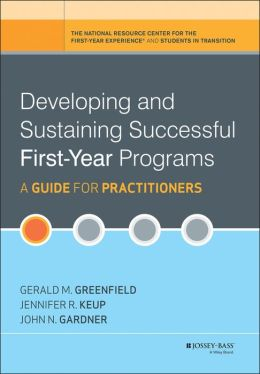 THE NATIONAL RESOURCE CENTER FOR THE
FIRST-YEAR EXPERIENCE® AND STUDENTS IN TRANSITION
Developing and
Sustaining Successful
First-Year Programs
A GUIDE FOR PRACTITIONERS
GERALD M. GREENFIELD
JENNIFER R. KEUP
JOHN N. GARDNER
JOSSEY-BASS™
A Wiley Brand